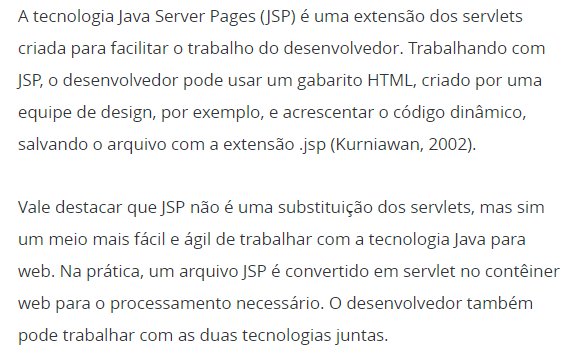 A tecnologia Java Server Pages (JSP) é uma extensão dos servlets
criada para facilitar o trabalho do desenvolvedor. Trabalhando com
JSP, o desenvolvedor pode usar um gabarito HTML, criado por uma
equipe de design, por exemplo, e acrescentar o código dinâmico,
salvando o arquivo com a extensão .jsp (Kurniawan, 2002).
Vale destacar que JSP não é uma substituição dos servlets, mas sim
um meio mais fácil e ágil de trabalhar com a tecnologia Java para
web. Na prática, um arquivo JSP é convertido em servlet no contêiner
web para o processamento necessário. O desenvolvedor também
pode trabalhar com as duas tecnologias juntas.